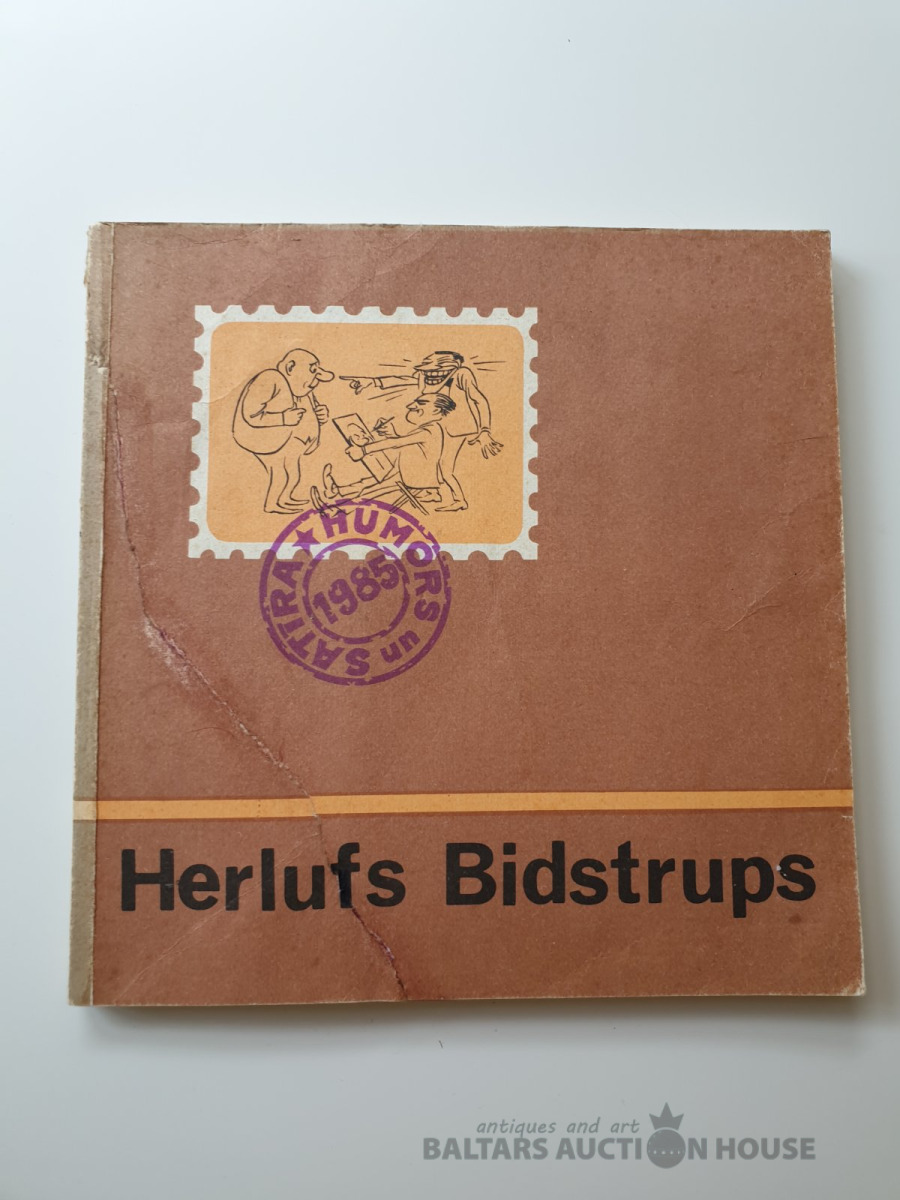 HUMORS un SATĪRA
1985
Herlufs Bidstrups
antiques and art
BALTARS AUCTION HOUSE